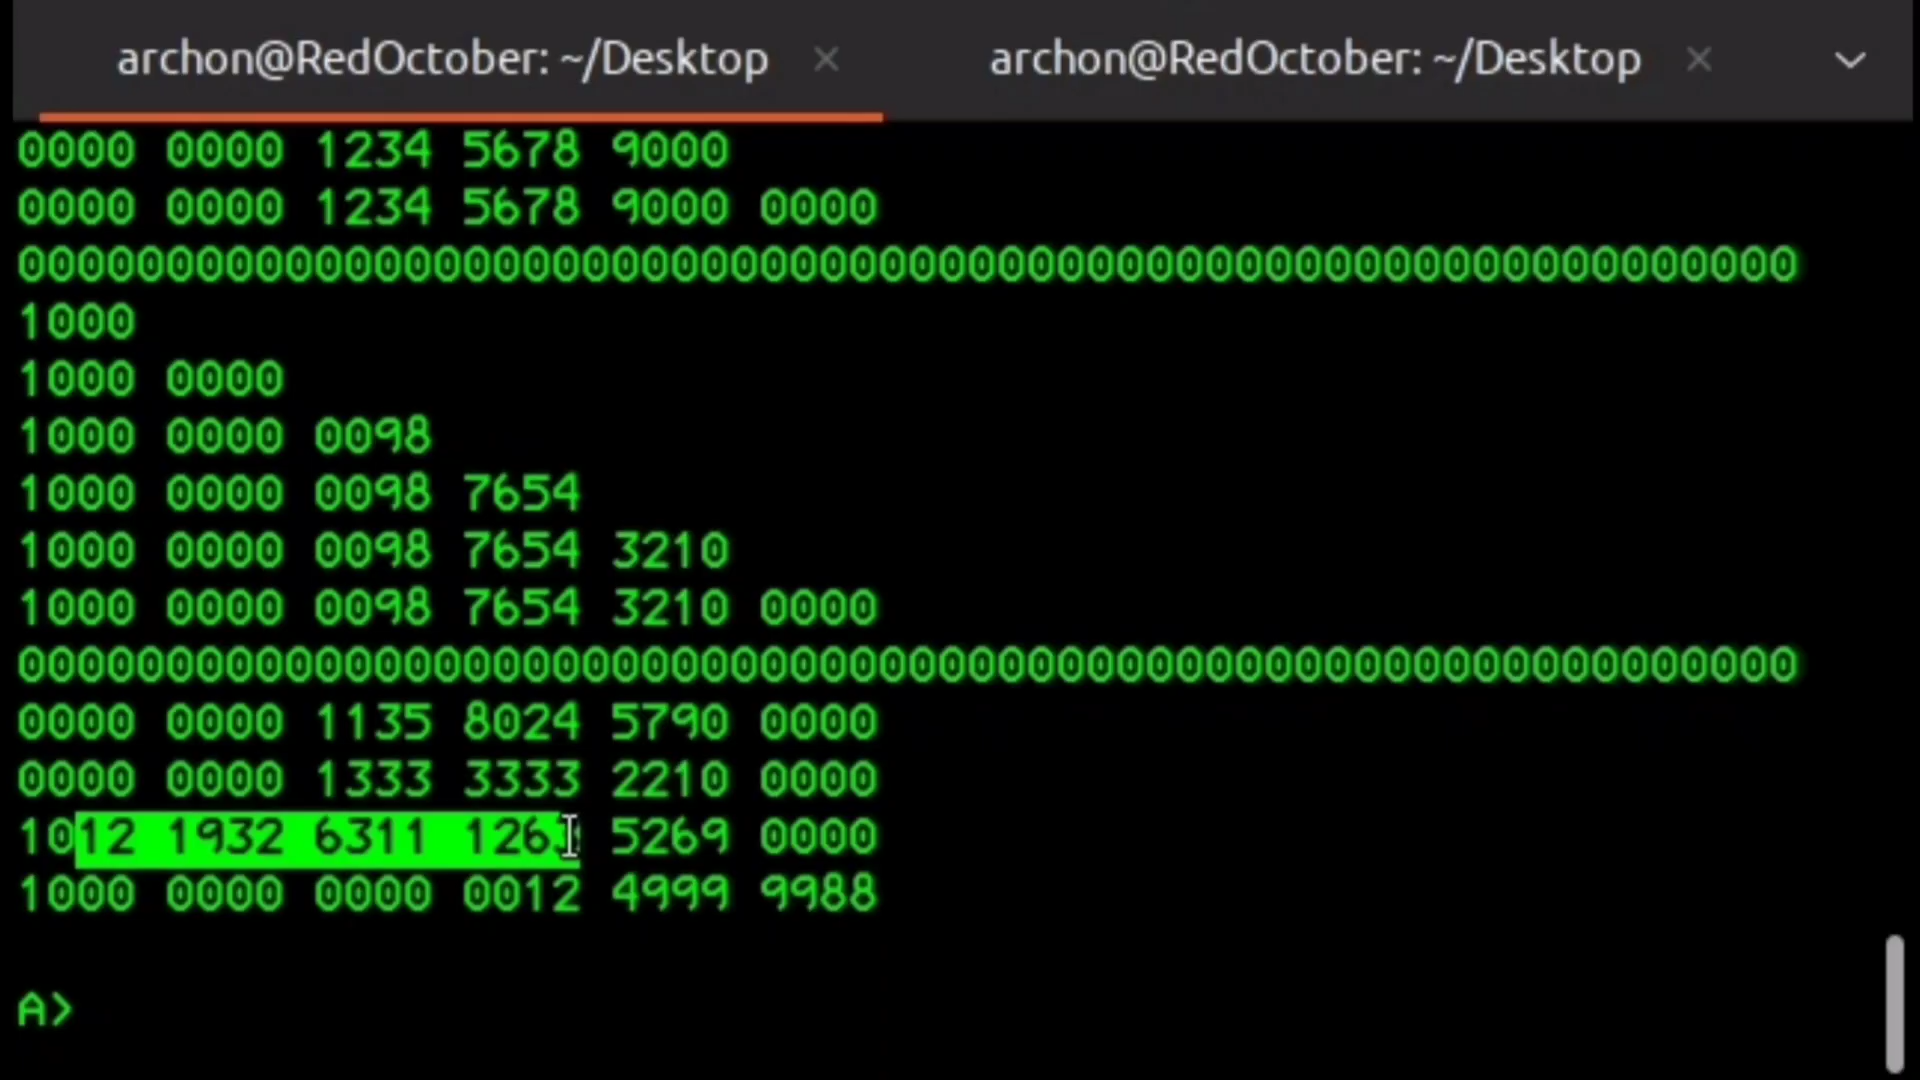 archon@RedOctober: ~/Desktop × archon@RedOctober: ~/Desktop ×
0000 0000 1234 5678 9000
0000 0000 1234 5678 9000 0000
000000000000000000000000000000000000000000000000000000000000
1000
1000 0000
1000 0000 0098
1000 0000 0098 7654
1000 0000 0098 7654 3210
1000 0000 0098 7654 3210 0000
000000000000000000000000000000000000000000000000000000000000
0000 0000 1135 8024 5790 0000
0000 0000 1333 3333 2210 0000
1012 1932 6311 1263 5269 0000
1000 0000 0000 0012 4999 9988
A>